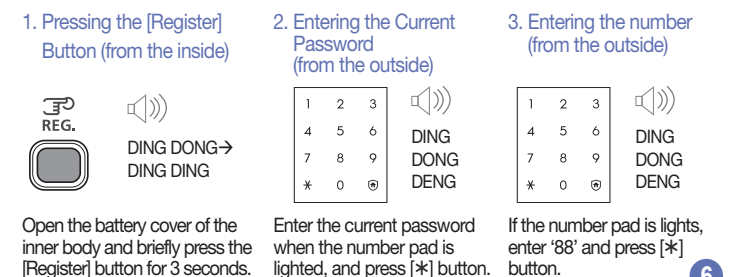 1. Pressing the [Register]
Button (from the inside)
REG.
DING DONG→
DING DING
Open the battery cover of the
inner body and briefly press the
[Register] button for 3 seconds.
2. Entering the Current
Password
(from the outside)
1 2 3
4 5 6
7 8 9
* 0
DING
DONG
DENG
Enter the current password
when the number pad is
lighted, and press [*] button.
3. Entering the number
(from the outside)
1 2 3
4 5 6
7 8 9
* 0
DING
DONG
DENG
If the number pad is lights,
enter ‘88’ and press [*]
button.
6